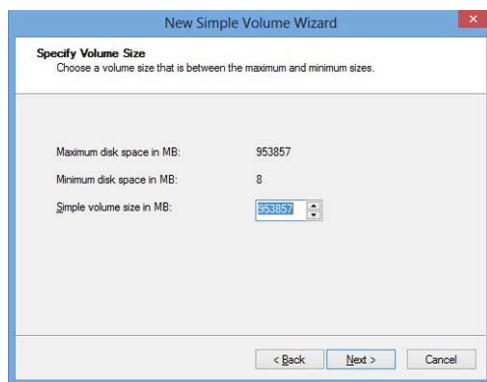 New Simple Volume Wizard
Specify Volume Size
Choose a volume size that is between the maximum and minimum sizes.
Maximum disk space in MB: 953857
Minimum disk space in MB: 8
Simple volume size in MB: 953857
< Back Next > Cancel